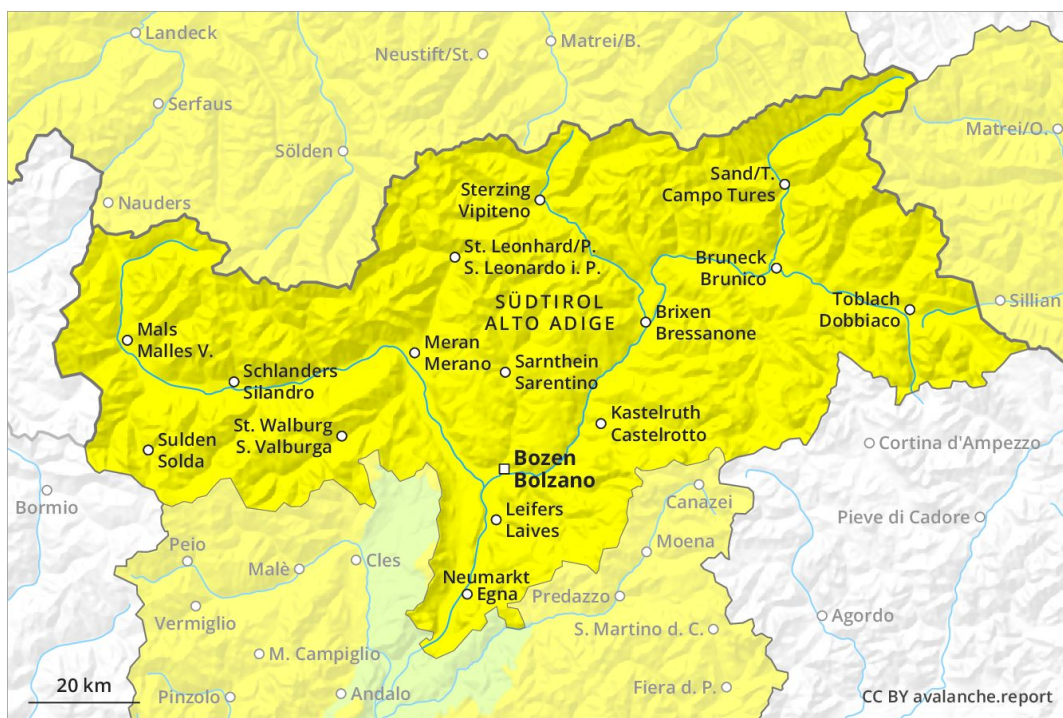 Landeck
Neustift/St.
Matrei/B.
Serfaus
Sölden
Matrei/O.
Nauders
Sterzing
Vipiteno
Sand/T.
Campo Tures
St. Leonhard/P.
S. Leonardo i. P.
Bruneck
Brunico
SÜDTIROL
ALTO ADIGE
Toblach
Dobbiaco
Sillian
Mals
Malles V.
Meran
Merano
Brixen
Bressanone
Schlanders
Silandro
Sarnthein
Sarentino
St. Walburg
S. Valburga
Kastelruth
Castelrotto
Sulden
Solda
Cortina d'Ampezzo
Bozen
Bolzano
Bormio
Leifers
Laives
Canazei
Pieve di Cadore
Peio
Cles
Moena
Malè
Neumarkt
Egna
Predazzo
Vermiglio
Agordo
S. Martino d. C.
M. Campiglio
20 km
Pinzolo
Andalo
Fiera d. P.
CC BY avalanche.report